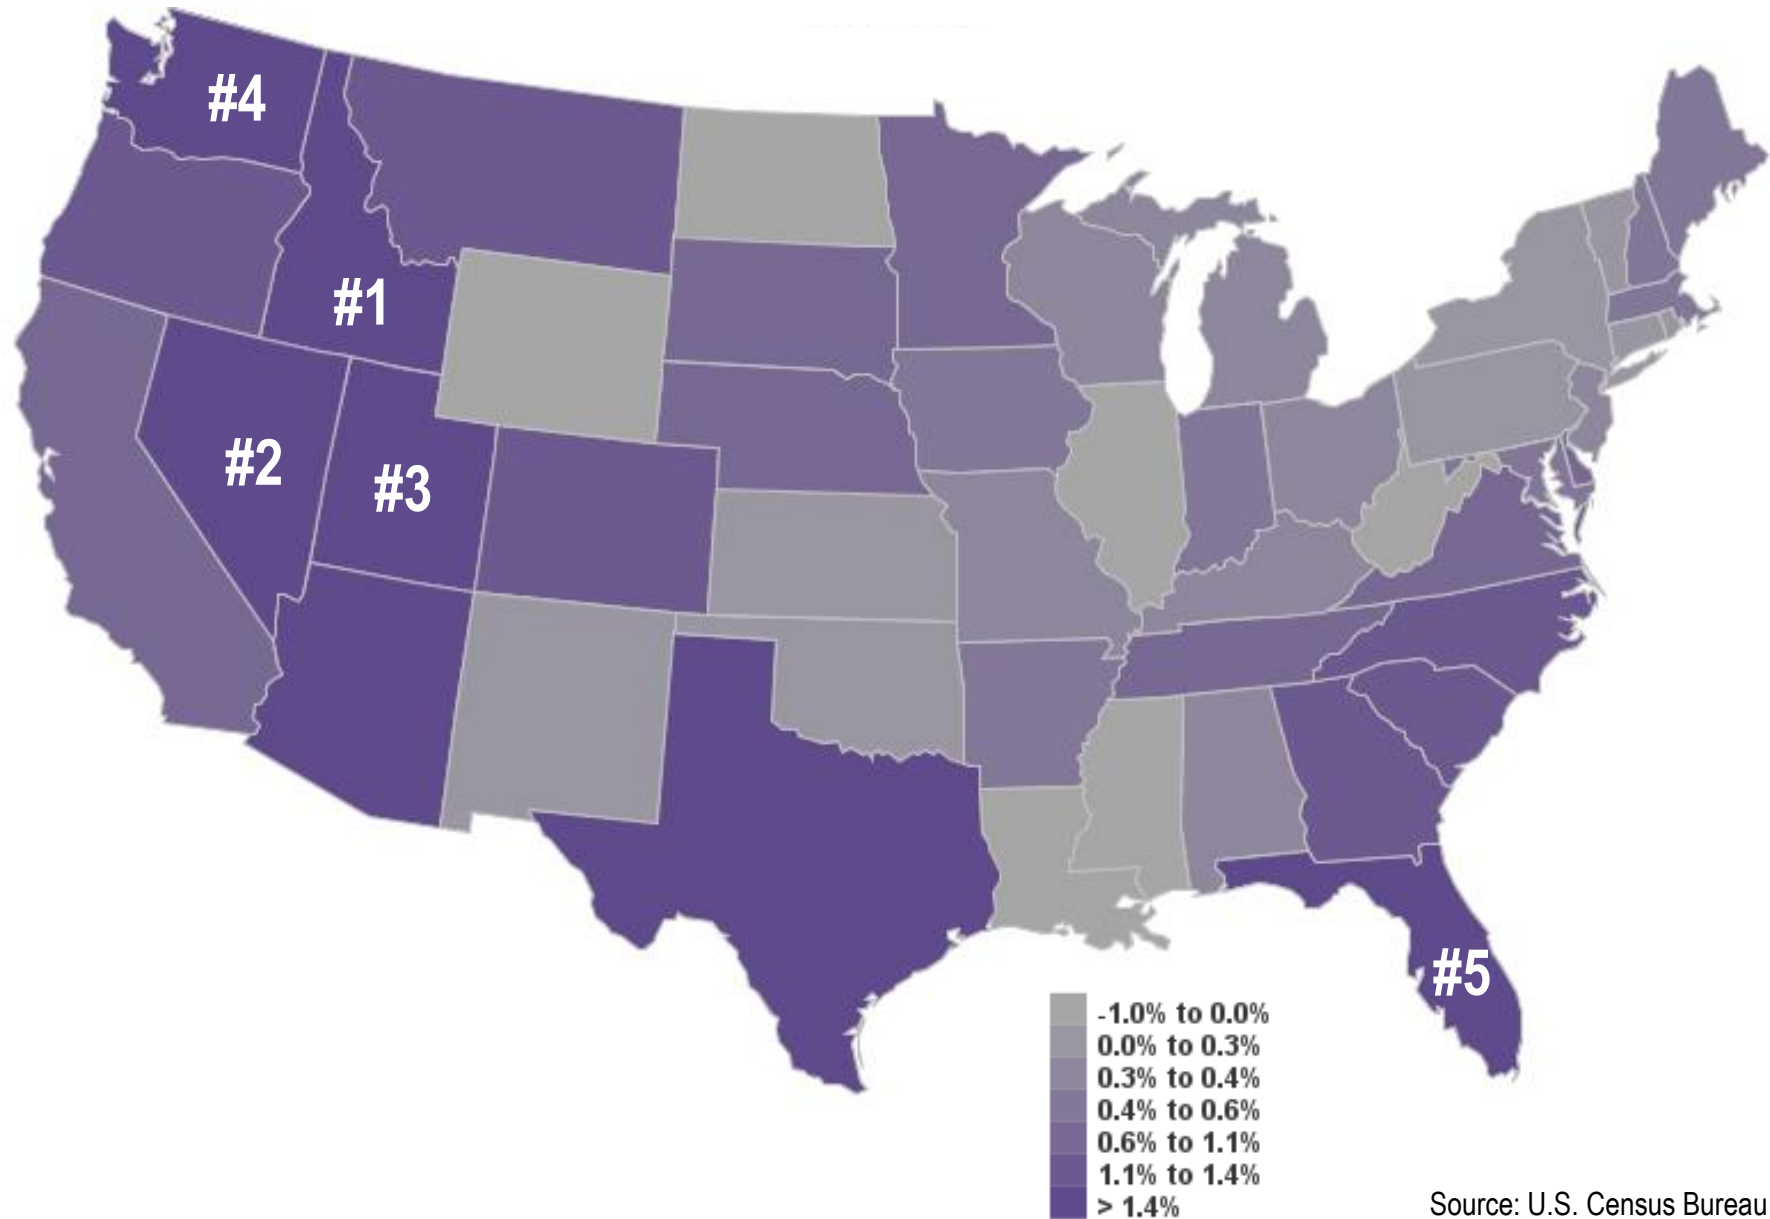 #4
#1
#2
#3
#5
-1.0% to 0.0%
0.0% to 0.3%
0.3% to 0.4%
0.4% to 0.6%
0.6% to 1.1%
1.1% to 1.4%
> 1.4%
Source: U.S. Census Bureau